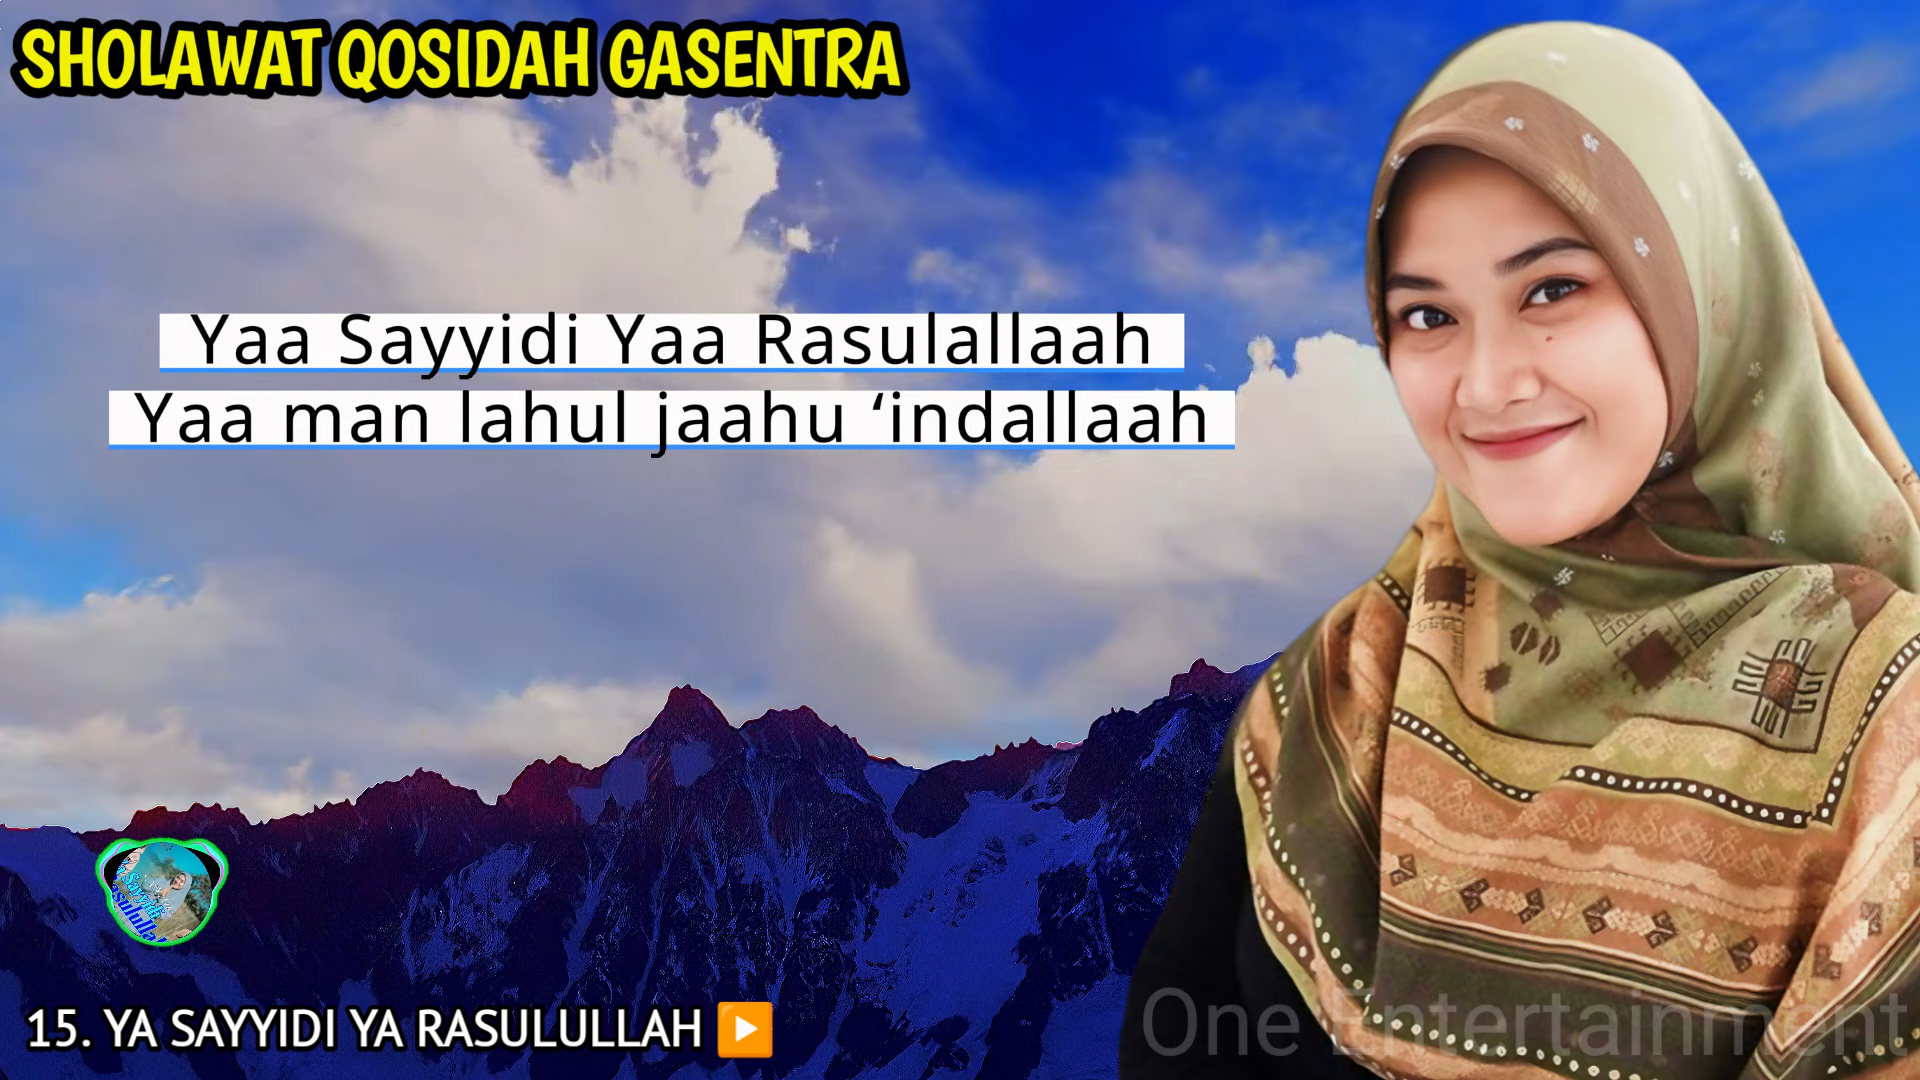 SHOLAWAT QOSIDAH GASENTRA
Yaa Sayyidi Yaa Rasulallaah
Yaa man lahul jaahu ‘indallaah
15. YA SAYYIDI YA RASULULLAH
One Entertainment